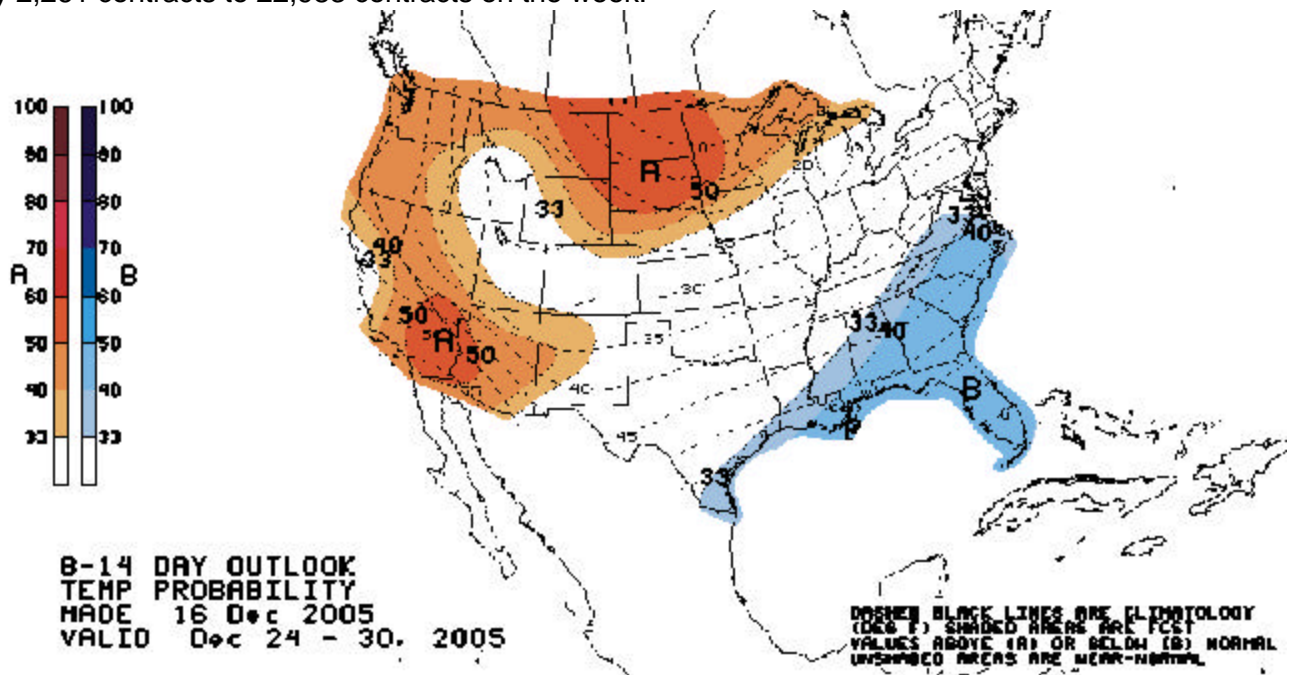 contracts to 22,
contracts on the week.
100 100
90 90
80 80
70 70
A B
60 60
50 50
40 40
33 33
A
50
0
20
33
33
40
40
33
30
50
A
50
35
33
40
40
B
45
33
8-14 DAY OUTLOOK
TEMP PROBABILITY
MADE 16 Dec 2005
VALID Dec 24 - 30, 2005
DASHED BLACK LINES ARE CLIMATOLOGY
(DEG F) SHADED AREAS ARE FCST
VALUES ABOVE (A) OR BELOW (B) NORMAL
UNSHADED AREAS ARE NEAR-NORMAL